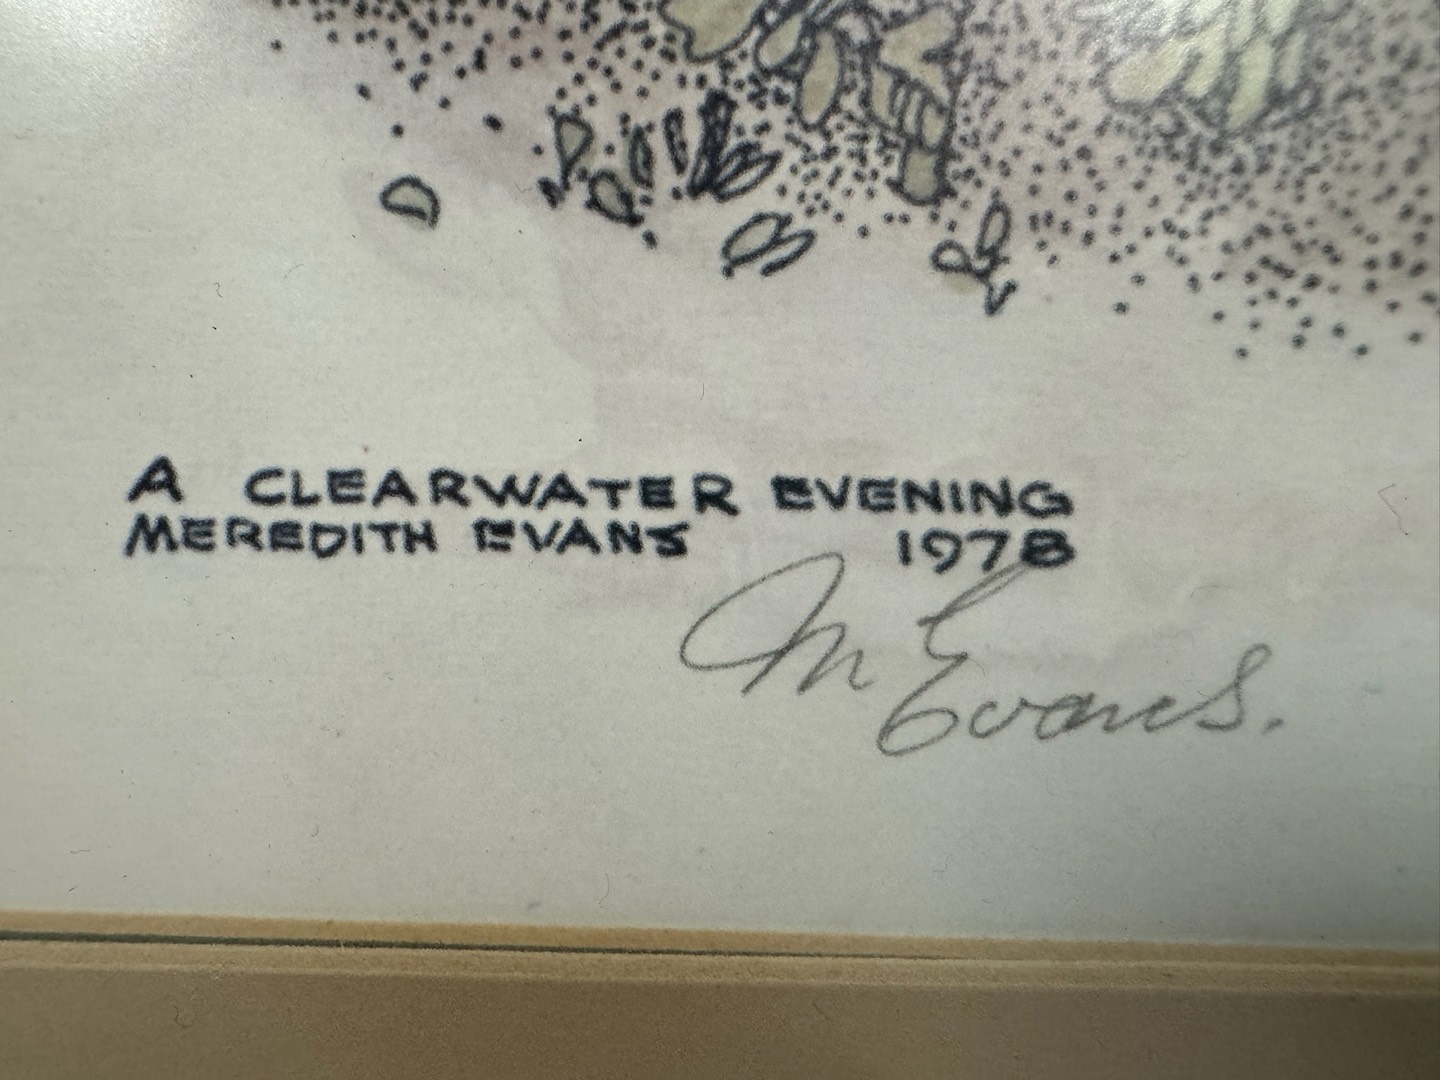 A CLEARWATER EVENING
MEREDITH EVANS 1978
M Evans.